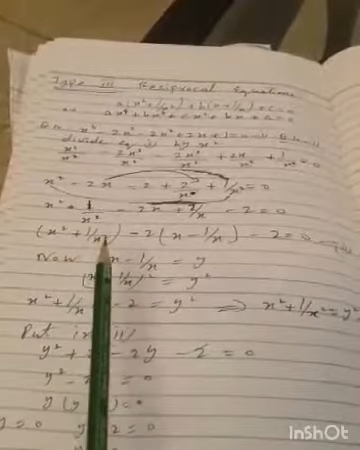 Type III Reciprocal Equations
a(x²+1/x²)+b(x+1/x)+c=0
or ax⁴+bx³+cx²+bx+a=0
x⁴-2x³-2x²+2x+1=0
divide by x²
x⁴/x² 2x³/x² 2x²/x² + 2x/x² + 1/x² = 0
x² - 2x - 2 + 2/x + 1/x² = 0
x² + 1/x² - 2x + 2/x - 2 = 0
(x² + 1/x²) - 2(x - 1/x) - 2 = 0
Now x - 1/x = y
(x - 1/x)² = y²
x² + 1/x² - 2 = y² ⟹ x² + 1/x² = y²
Put in (i)
y² + 2 - 2y - 2 = 0
y² - = 0
y(y ) = 0
y = 0 y 2 = 0
InShOt